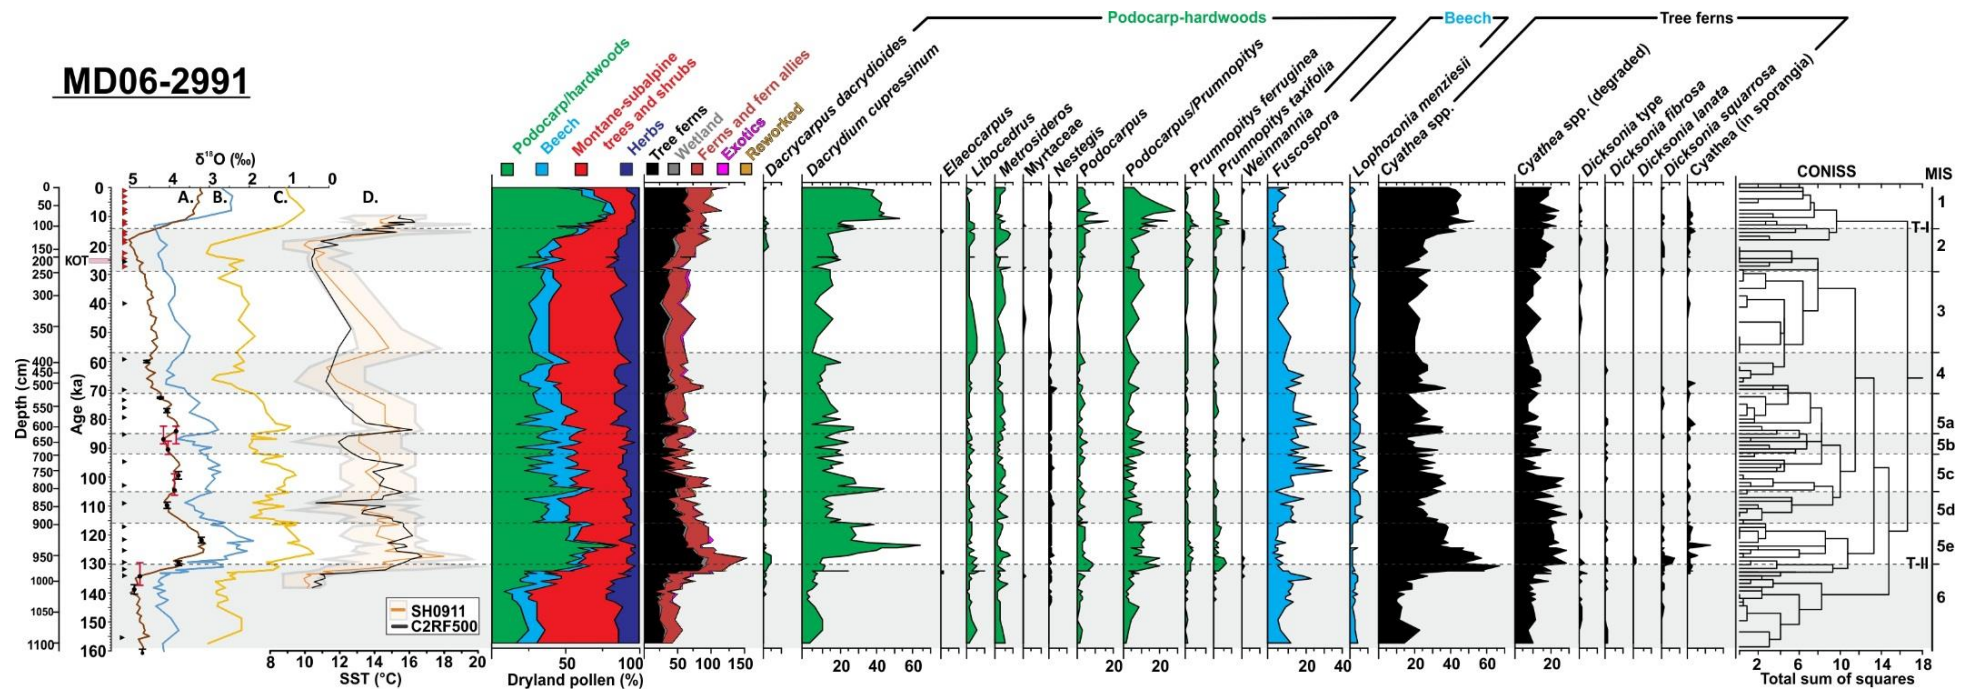 MD06-2991
Podocarp-hardwoods
Beech
Tree ferns
Podocarp/hardwoods
Beech
Montane-subalpine
trees and shrubs
Herbs
Tree ferns
Wetland
Ferns and fern allies
Exotics
Reworked
Dacrycarpus dacrydioides
Dacrydium cupressinum
Elaeocarpus
Libocedrus
Metrosideros
Myrtaceae
Nestegis
Podocarpus
Podocarpus/Prumnopitys
Prumnopitys ferruginea
Prumnopitys taxifolia
Weinmannia
Fuscospora
Lophozonia menziesii
Cyathea spp.
Cyathea spp. (degraded)
Dicksonia type
Dicksonia fibrosa
Dicksonia lanata
Dicksonia squarrosa
Cyathea (in sporangia)
CONISS
MIS
δ¹⁸O (‰)
5 4 3 2 1 0
A. B. C. D.
Depth (cm)
0
50
100
150
200
250
300
350
400
450
500
550
600
650
700
750
800
850
900
950
1000
1050
1100
KOT
Age (ka)
0
10
20
30
40
50
60
70
80
90
100
110
120
130
140
150
160
1
T-I
2
3
4
5a
5b
5c
5d
5e
T-II
6
SH0911
C2RF500
8 10 12 14 16 18 20
SST (°C)
50 100
Dryland pollen (%)
50 100 150
20 40 60
20
20
20 40
20 40 60
20
2 6 10 14 18
Total sum of squares